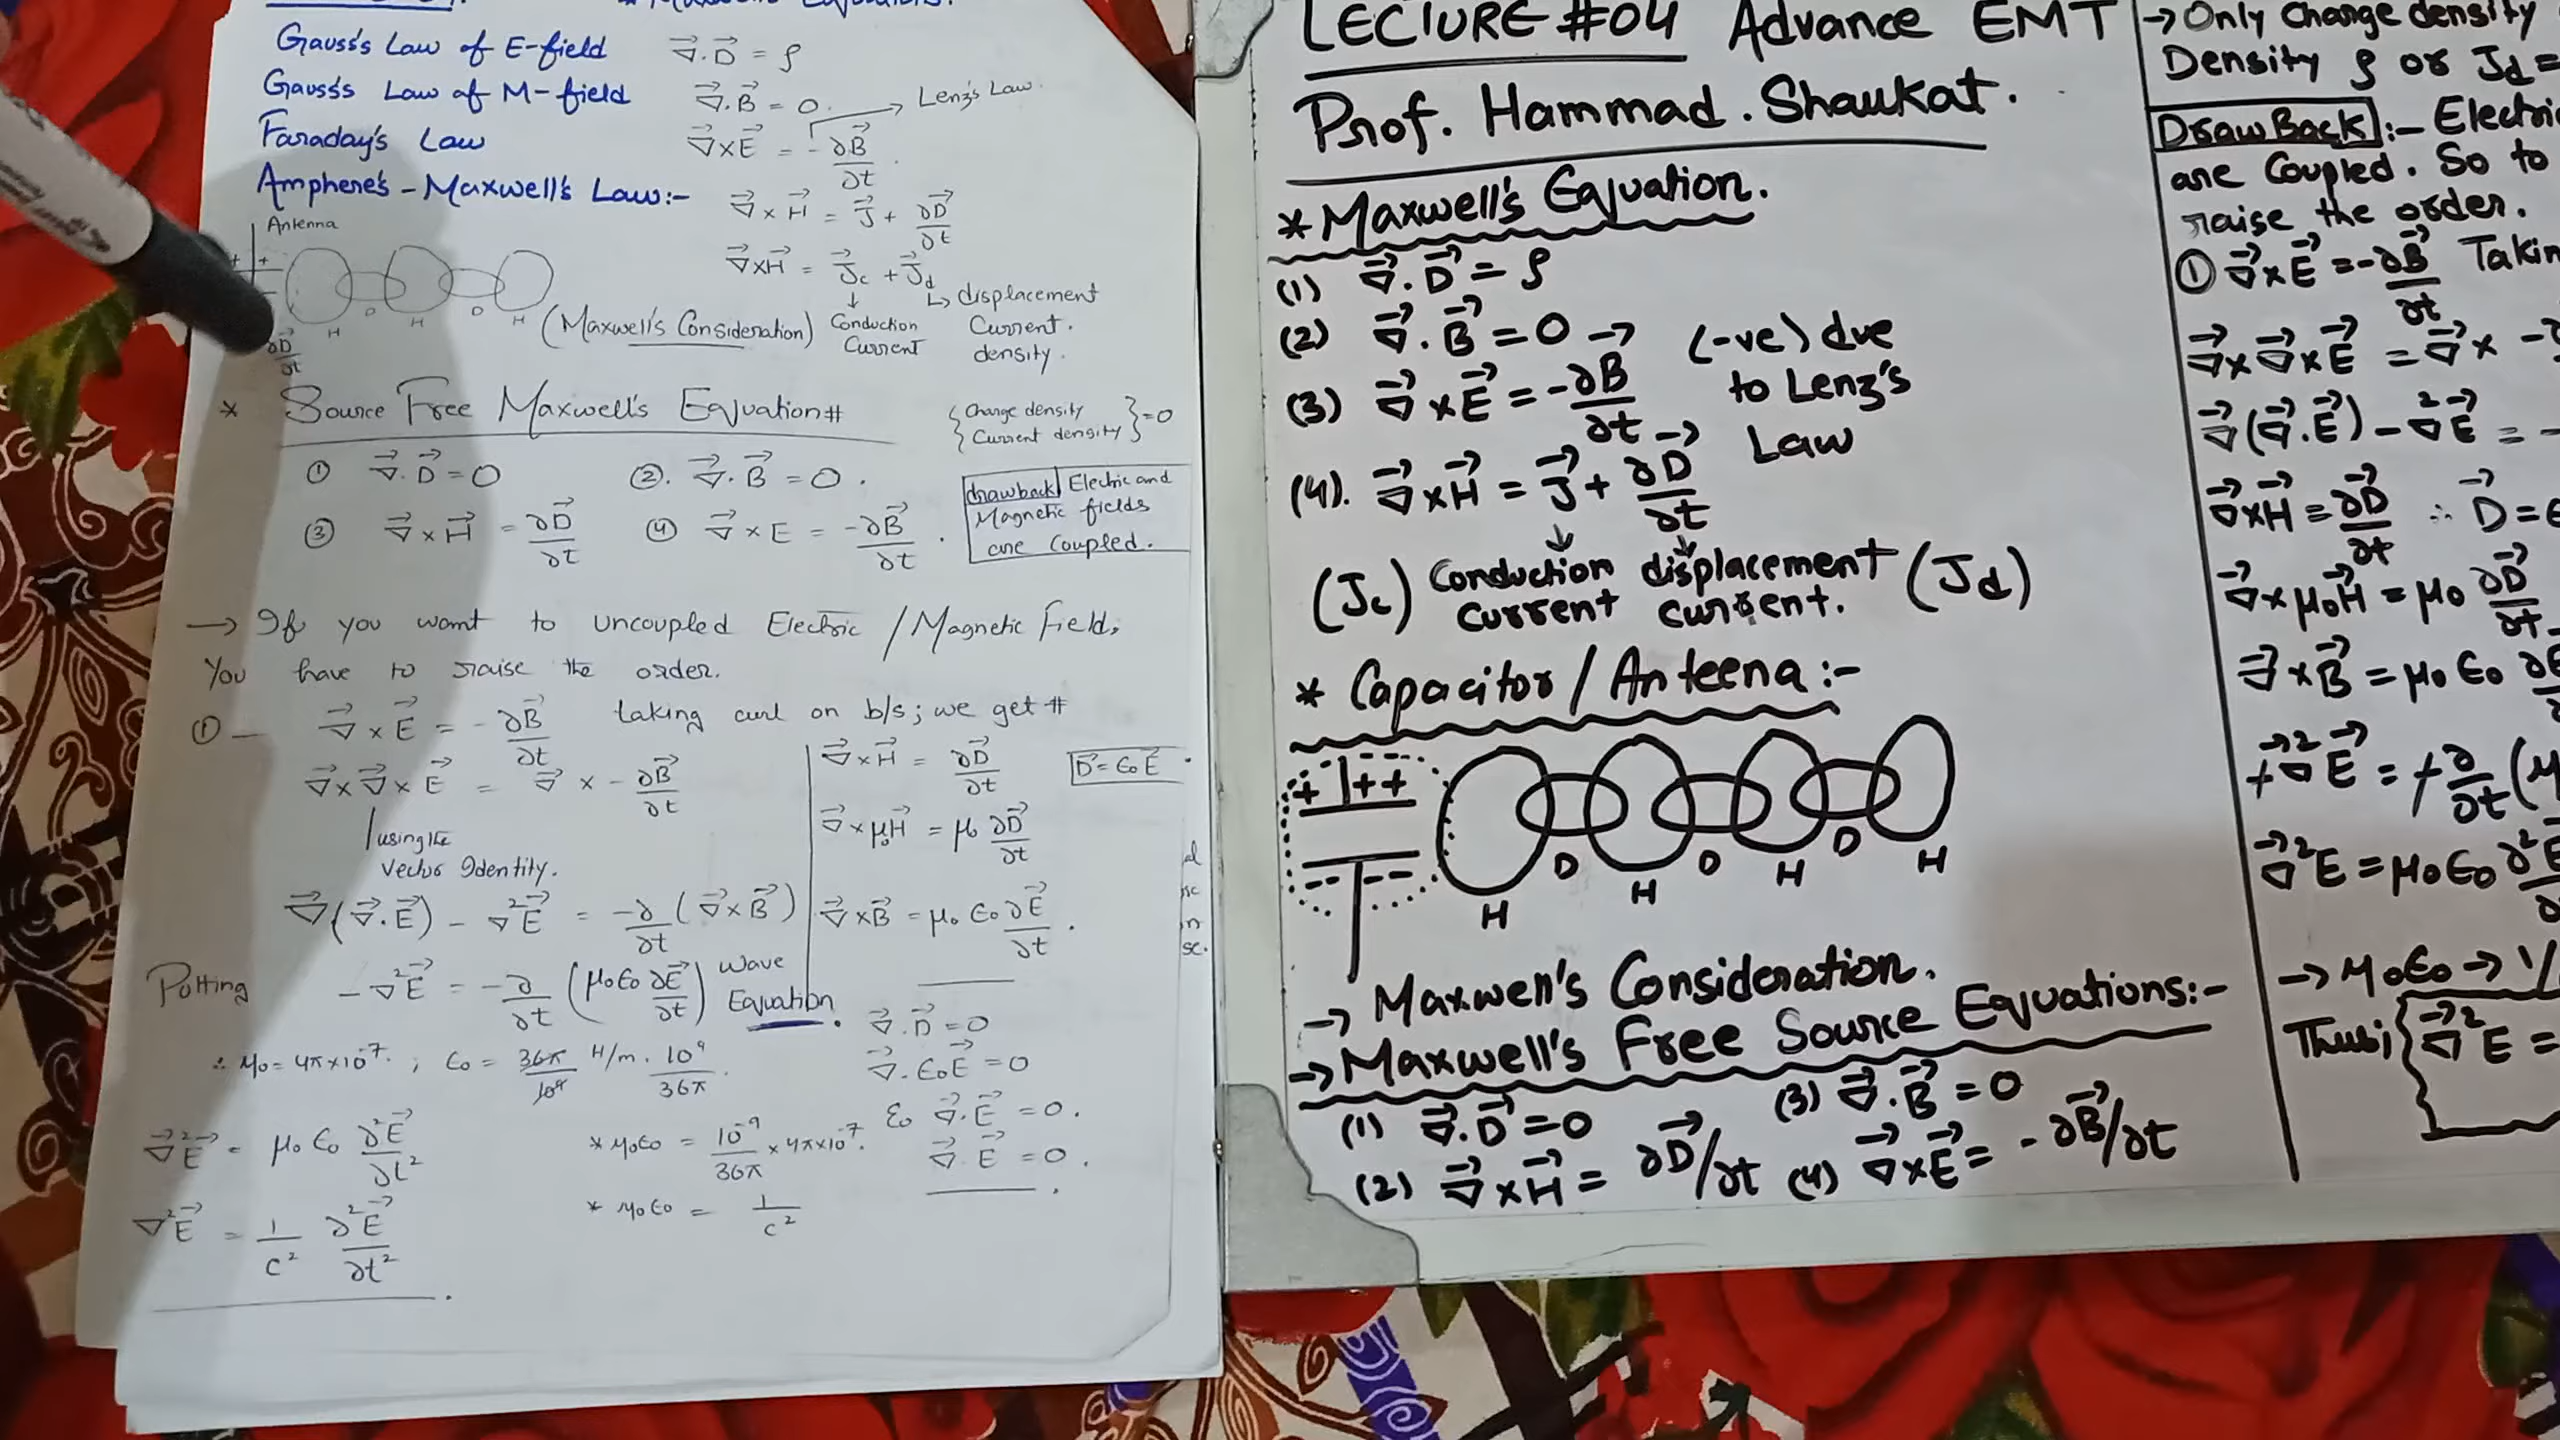 * Maxwell's Equations.
Gauss's Law of E-field ∇⃗.D⃗ = ρ
Gauss's Law of M-field ∇⃗.B⃗ = 0. → Lenz's Law.
Faraday's Law ∇⃗×E⃗ = -∂B⃗/∂t.
Amphere's - Maxwell's Law:- ∇⃗×H⃗ = J⃗ + ∂D⃗/∂t
Antenna
+ +
∇⃗×H⃗ = J⃗c + J⃗d
H D H D H
(Maxwell's Consideration)
↓ Conduction Current
↳ displacement Current. density.
∂D⃗/∂t
* Source Free Maxwell's Equation#
{Charge density
{Current density} = 0
① ∇⃗.D⃗ = 0 ②. ∇⃗.B⃗ = 0.
③ ∇⃗×H⃗ = ∂D⃗/∂t ④ ∇⃗×E = -∂B⃗/∂t.
drawback Electric and
Magnetic fields
are Coupled.
→ If you want to uncoupled Electric / Magnetic Field,
You have to raise the order.
①— ∇⃗×E⃗ = -∂B⃗/∂t taking curl on b/s; we get #
∇⃗×∇⃗×E⃗ = ∇⃗×-∂B⃗/∂t
using the
vector Identity.
∇⃗(∇⃗.E⃗) - ∇²E⃗ = -∂/∂t (∇⃗×B⃗)
Putting -∇²E⃗ = -∂/∂t (μ₀ε₀ ∂E⃗/∂t) Wave
Equation.
∇⃗×H⃗ = ∂D⃗/∂t D⃗ = ε₀E⃗.
∇⃗×μ₀H⃗ = μ₀ ∂D⃗/∂t
∇⃗×B⃗ = μ₀ε₀ ∂E⃗/∂t.
∇⃗.D⃗ = 0
∇⃗.ε₀E⃗ = 0
ε₀ ∇⃗.E⃗ = 0.
∇⃗.E⃗ = 0.
∴ μ₀ = 4π×10⁻⁷; ε₀ = 36π/10⁹ H/m. 10⁹/36π.
∇⃗²E⃗ = μ₀ε₀ ∂²E⃗/∂t²
∇²E⃗ = 1/c² ∂²E⃗/∂t²
* μ₀ε₀ = 10⁻⁹/36π × 4π×10⁻⁷.
* μ₀ε₀ = 1/c²
LECTURE #04 Advance EMT
Prof. Hammad. Shaukat.
* Maxwell's Equation.
(1) ∇⃗.D⃗ = ρ
(2) ∇⃗.B⃗ = 0
(3) ∇⃗×E⃗ = -∂B⃗/∂t (-ve) due
to Lenz's
Law
(4). ∇⃗×H⃗ = J⃗ + ∂D⃗/∂t
(Jc) Conduction displacement (Jd)
current current.
* Capacitor / Anteena:-
+ ++
-- --
H D H D H D H
→ Maxwell's Consideration.
→ Maxwell's Free Source Equations:-
(1) ∇⃗.D⃗ = 0 (3) ∇⃗.B⃗ = 0
(2) ∇⃗×H⃗ = ∂D⃗/∂t (4) ∇⃗×E⃗ = -∂B⃗/∂t
→ Only Charge density
Density ρ or Jd =
DrawBack:- Electric
are Coupled. So to
raise the order.
① ∇⃗×E⃗ = -∂B⃗/∂t Takin
∇⃗×∇⃗×E⃗ = ∇⃗× -
∇⃗(∇⃗.E⃗) - ∇²E⃗ = -
∇⃗×H⃗ = ∂D⃗/∂t ∴ D⃗ =
∇⃗×μ₀H⃗ = μ₀ ∂D⃗/∂t
∇⃗×B⃗ = μ₀ε₀
+∇⃗²E⃗ = +∂/∂t (μ
∇⃗²E = μ₀ε₀ ∂²E
→ μ₀ε₀ → 1/
Thus; ∇⃗²E =